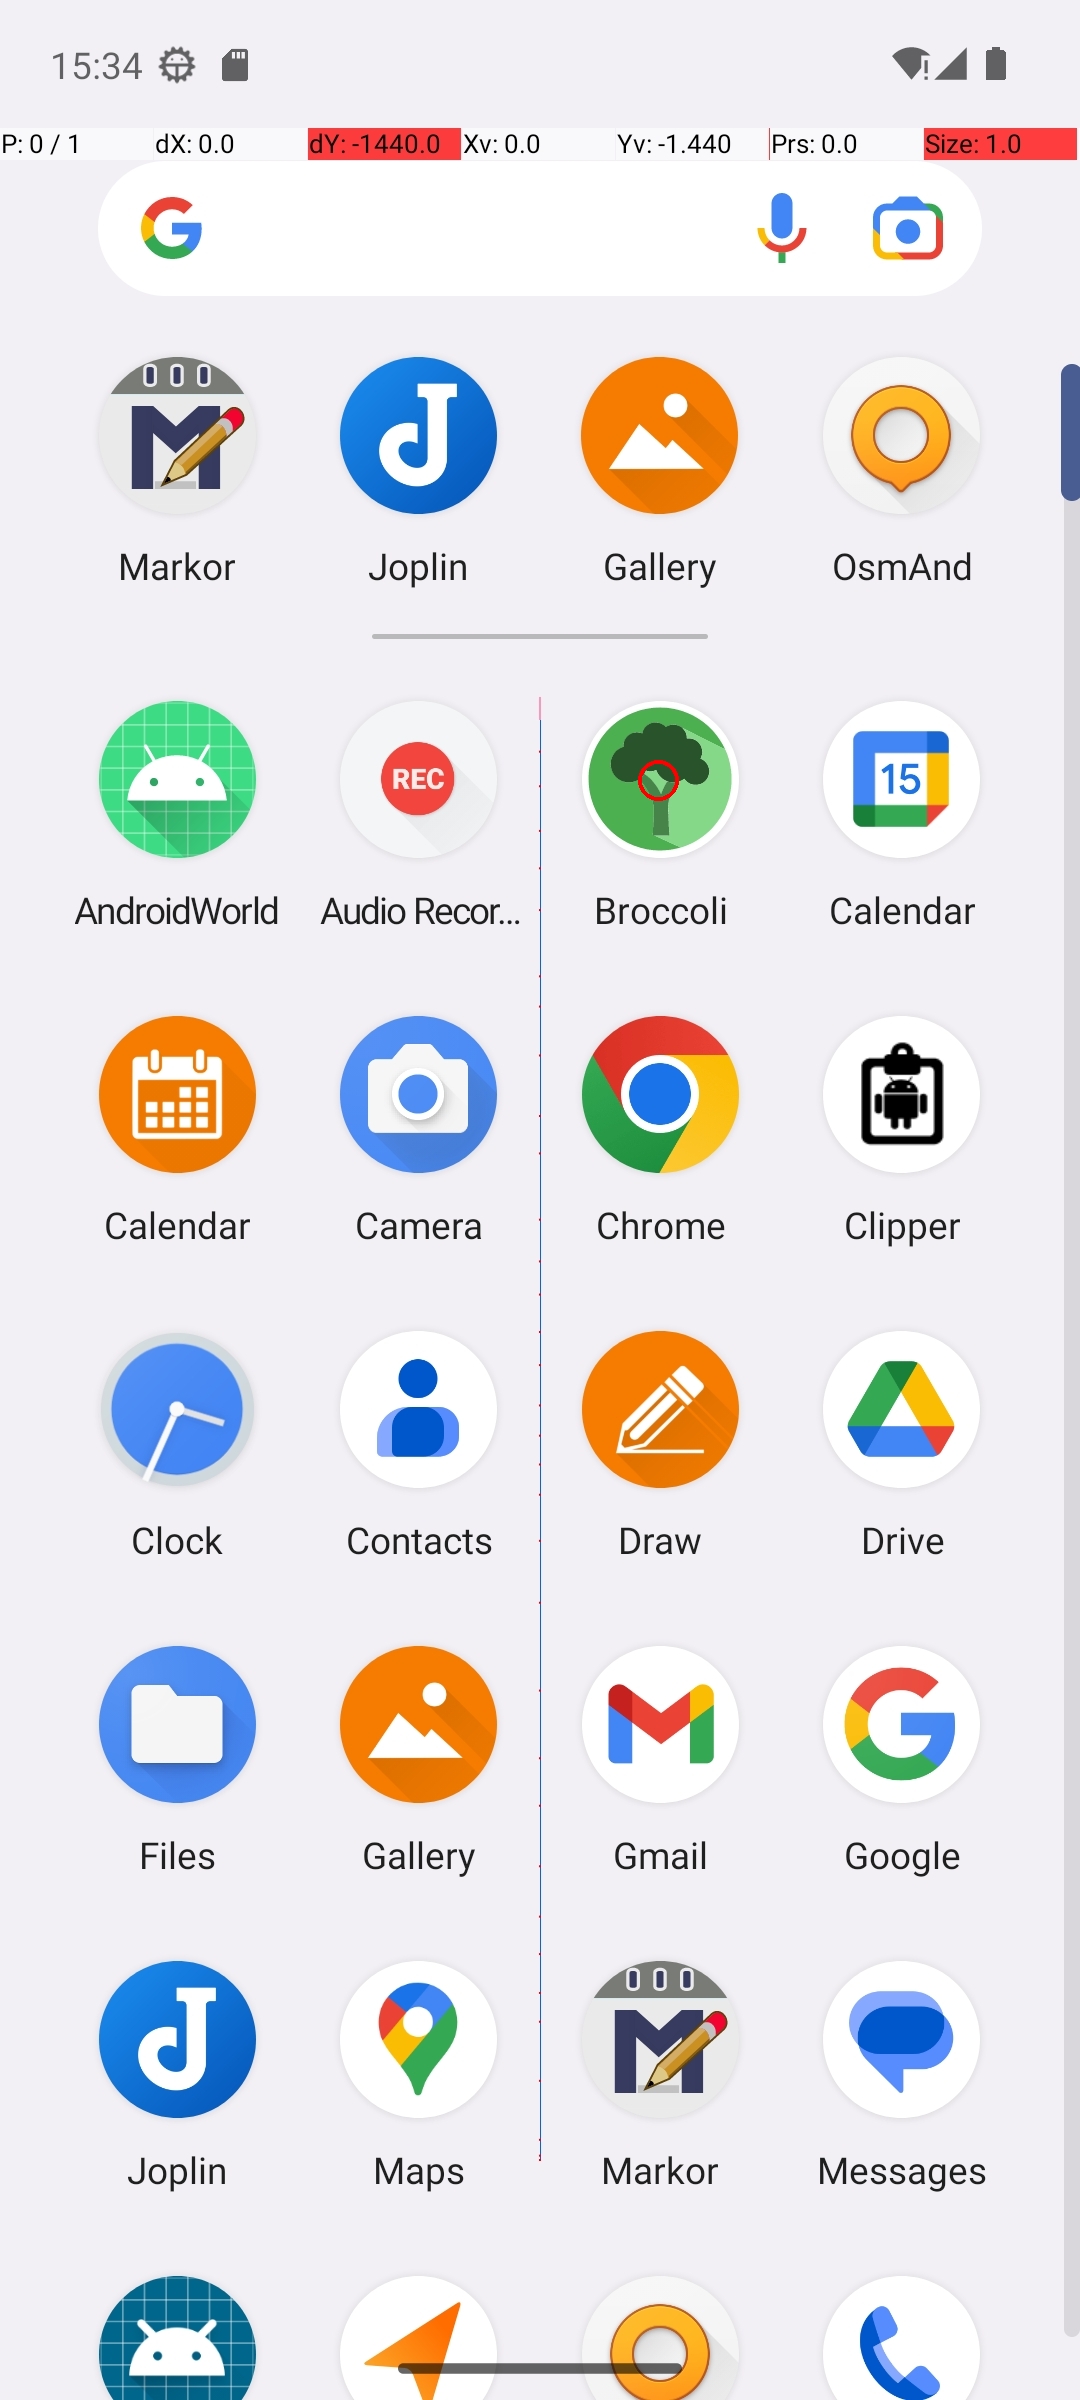 15:34
P: 0 / 1 dX: 0.0 dY: -1440.0 Xv: 0.0 Yv: -1.440 Prs: 0.0 Size: 1.0
Markor Joplin Gallery OsmAnd
REC
15
AndroidWorld Audio Recor... Broccoli Calendar
Calendar Camera Chrome Clipper
Clock Contacts Draw Drive
Files Gallery Gmail Google
Joplin Maps Markor Messages